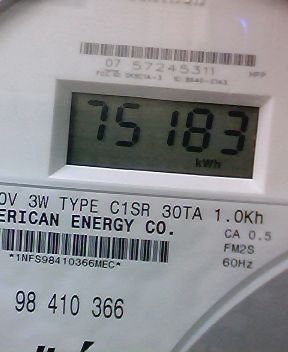 07 57245311
HPP
75183
kWh
0V 3W TYPE C1SR 30TA 1.0Kh
ERICAN ENERGY CO.
CA 0.5
*1NFS98410366MEC*
FM2S
60Hz
98 410 366